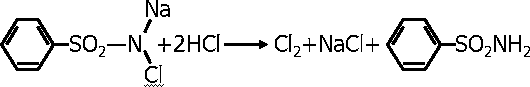 Na
SO₂–N+2HCl→Cl₂+NaCl+ SO₂NH₂
Cl